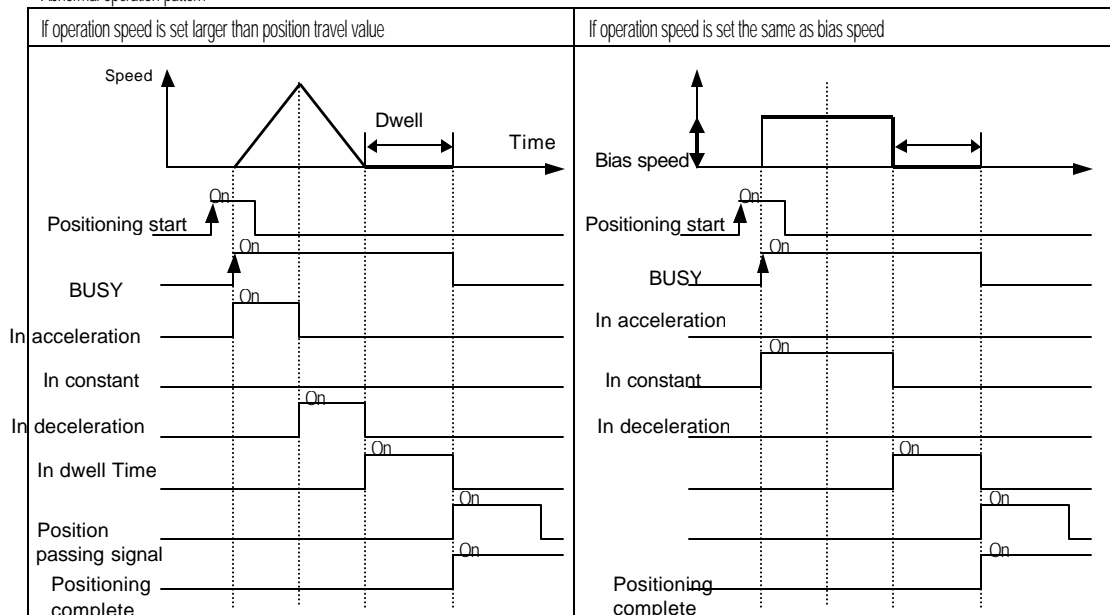 Abnormal operation pattern
If operation speed is set larger than position travel value
Speed
Dwell
Time
On
Positioning start
On
BUSY
On
In acceleration
In constant
On
In deceleration
On
In dwell Time
On
Position
passing signal
On
Positioning
complete
If operation speed is set the same as bias speed
Bias speed
On
Positioning start
On
BUSY
In acceleration
On
In constant
In deceleration
On
On
On
Positioning
complete